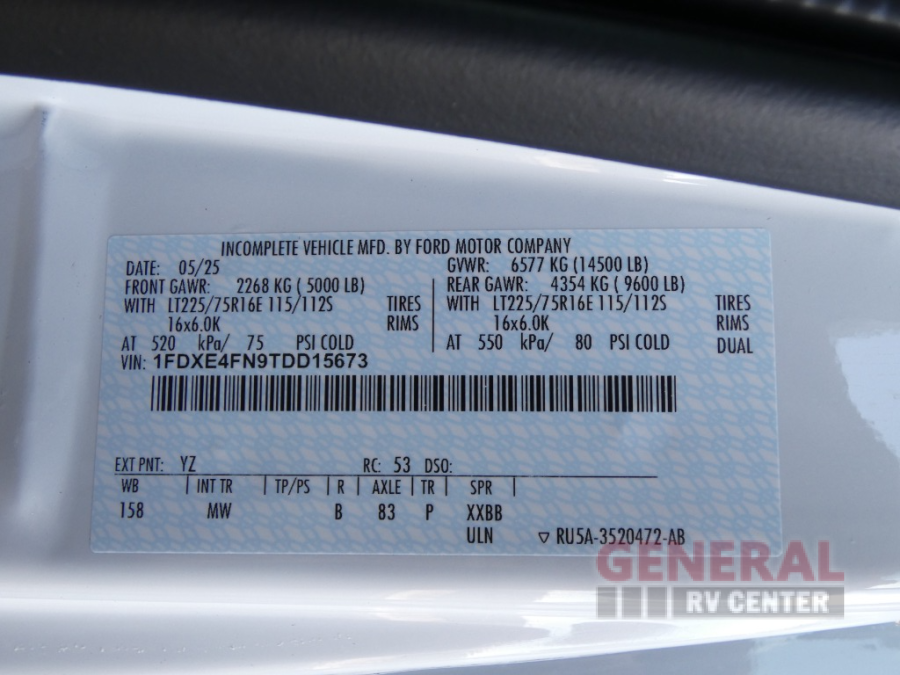 INCOMPLETE VEHICLE MFD. BY FORD MOTOR COMPANY
DATE: 05/25 GVWR: 6577 KG (14500 LB)
FRONT GAWR: 2268 KG ( 5000 LB) REAR GAWR: 4354 KG ( 9600 LB)
WITH LT225/75R16E 115/112S TIRES WITH LT225/75R16E 115/112S TIRES
16x6.0K RIMS 16x6.0K RIMS
AT 520 kPa/ 75 PSI COLD AT 550 kPa/ 80 PSI COLD DUAL
VIN: 1FDXE4FN9TDD15673
EXT PNT: YZ RC: 53 DSO:
WB INT TR TP/PS R AXLE TR SPR
158 MW B 83 P XXBB
ULN ▽ RU5A-3520472-AB
GENERAL
RV CENTER